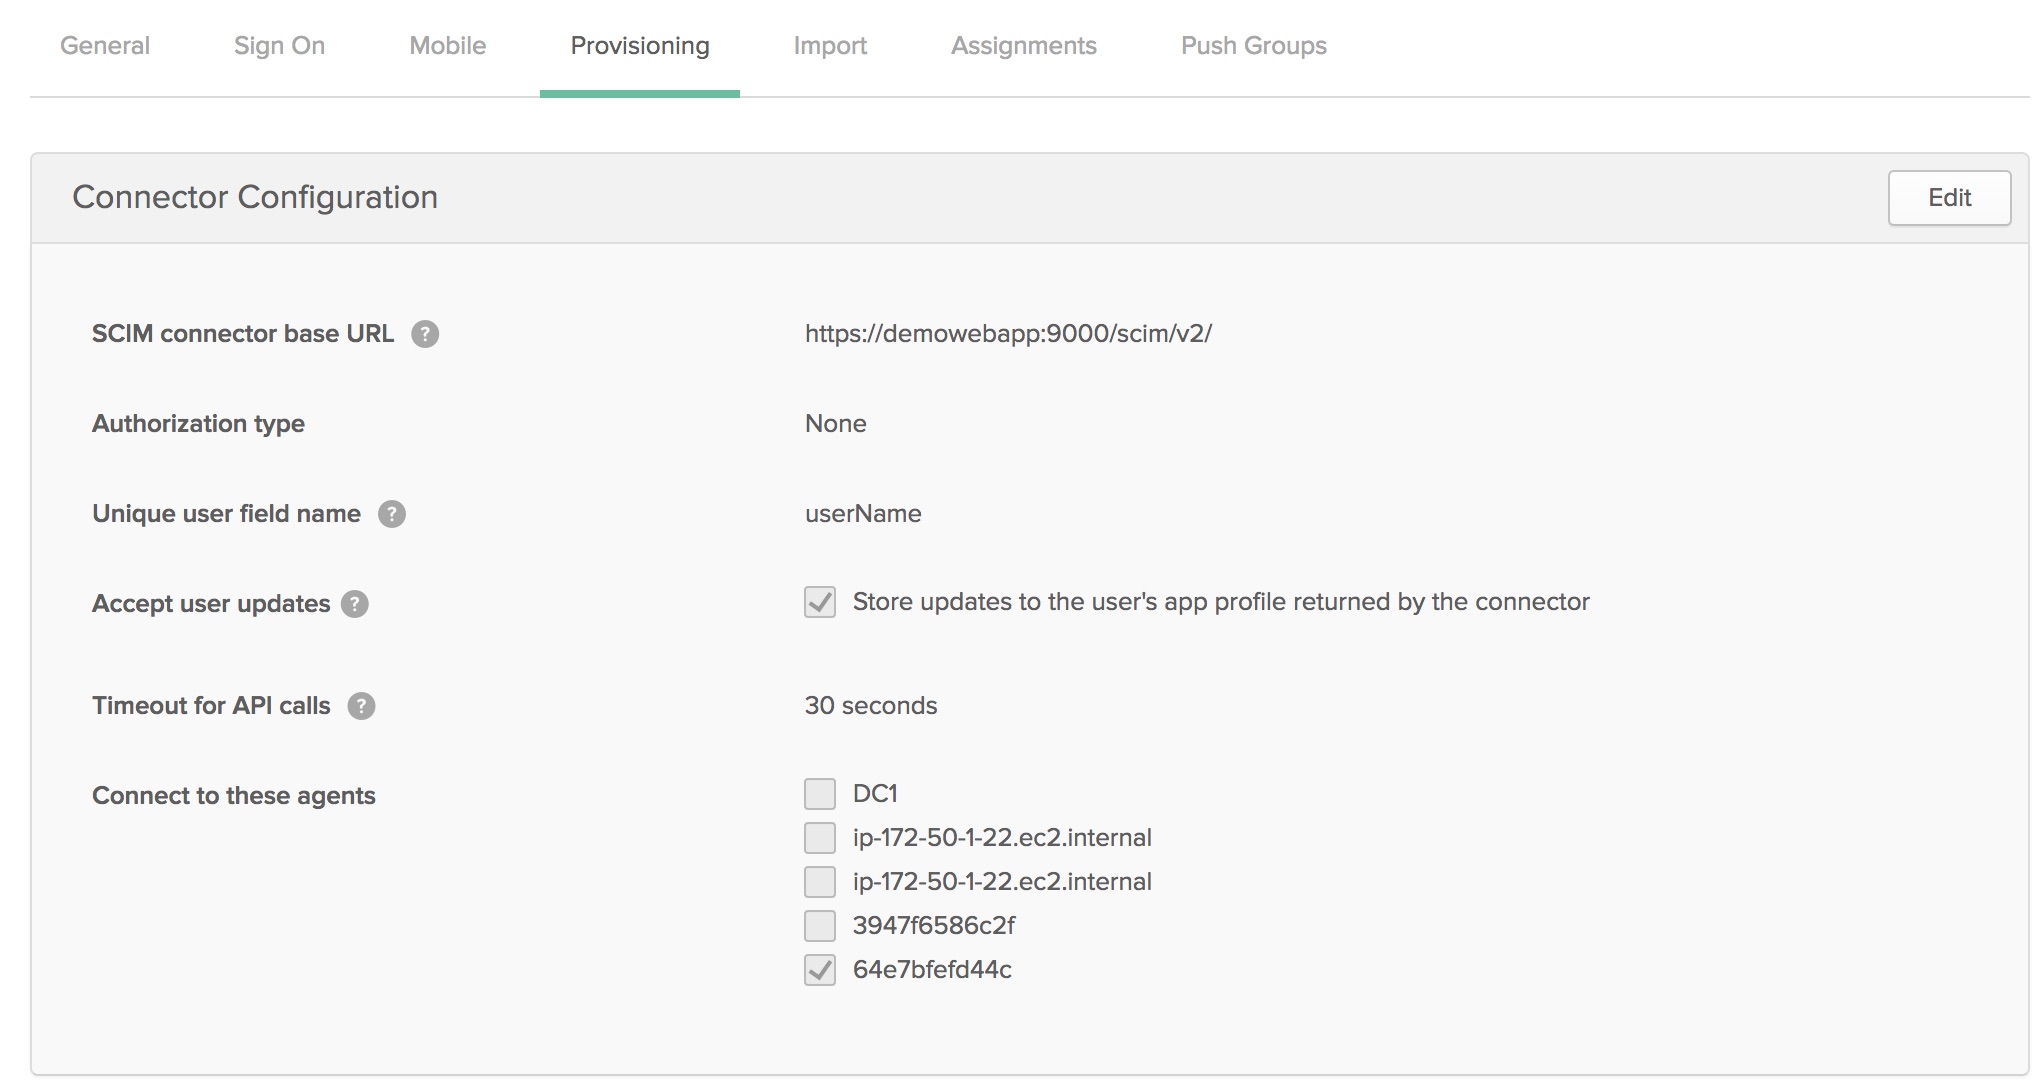 General Sign On Mobile Provisioning Import Assignments Push Groups
Connector Configuration Edit
SCIM connector base URL ? https://demowebapp:9000/scim/v2/
Authorization type None
Unique user field name ? userName
Accept user updates ? Store updates to the user's app profile returned by the connector
Timeout for API calls ? 30 seconds
Connect to these agents DC1
ip-172-50-1-22.ec2.internal
ip-172-50-1-22.ec2.internal
3947f6586c2f
64e7bfefd44c